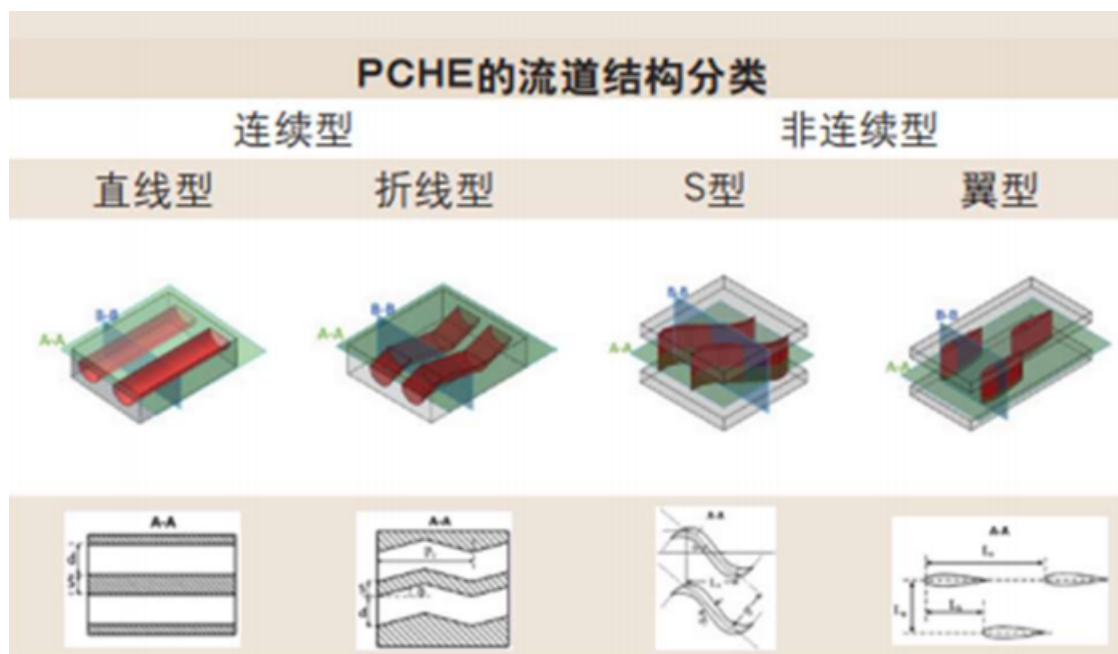 PCHE的流道结构分类
连续型 非连续型
直线型 折线型 S型 翼型
B-B B-B B-B B-B
A-A A-A A-A A-A
A-A A-A A-A A-A